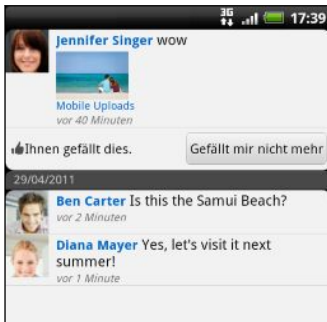 3G 17:39
Jennifer Singer wow
Mobile Uploads
vor 40 Minuten
Ihnen gefällt dies. Gefällt mir nicht mehr
29/04/2011
Ben Carter Is this the Samui Beach?
vor 2 Minuten
Diana Mayer Yes, let's visit it next
summer!
vor 1 Minute